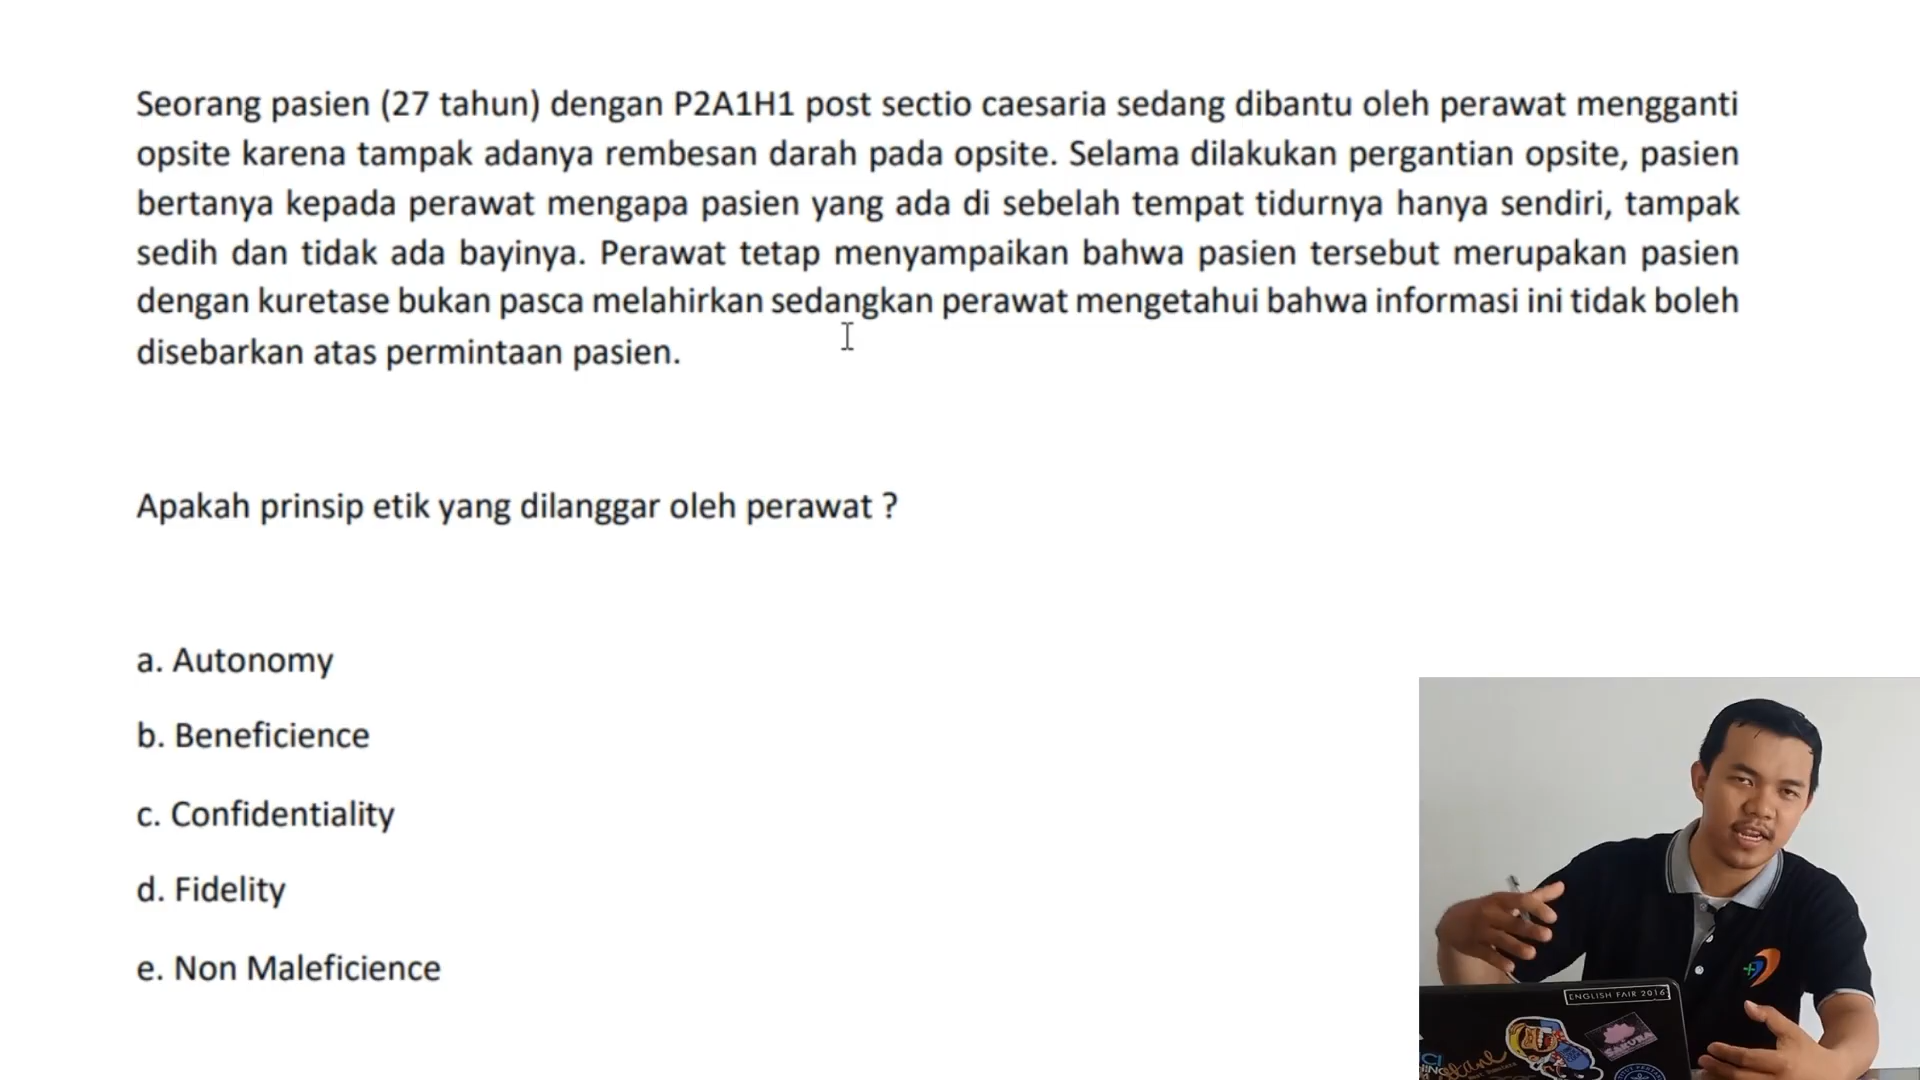 Seorang pasien (27 tahun) dengan P2A1H1 post sectio caesaria sedang dibantu oleh perawat mengganti
opsite karena tampak adanya rembesan darah pada opsite. Selama dilakukan pergantian opsite, pasien
bertanya kepada perawat mengapa pasien yang ada di sebelah tempat tidurnya hanya sendiri, tampak
sedih dan tidak ada bayinya. Perawat tetap menyampaikan bahwa pasien tersebut merupakan pasien
dengan kuretase bukan pasca melahirkan sedangkan perawat mengetahui bahwa informasi ini tidak boleh
disebarkan atas permintaan pasien.
Apakah prinsip etik yang dilanggar oleh perawat ?
a. Autonomy
b. Beneficience
c. Confidentiality
d. Fidelity
e. Non Maleficience
ENGLISH FAIR 2016
SAKURA